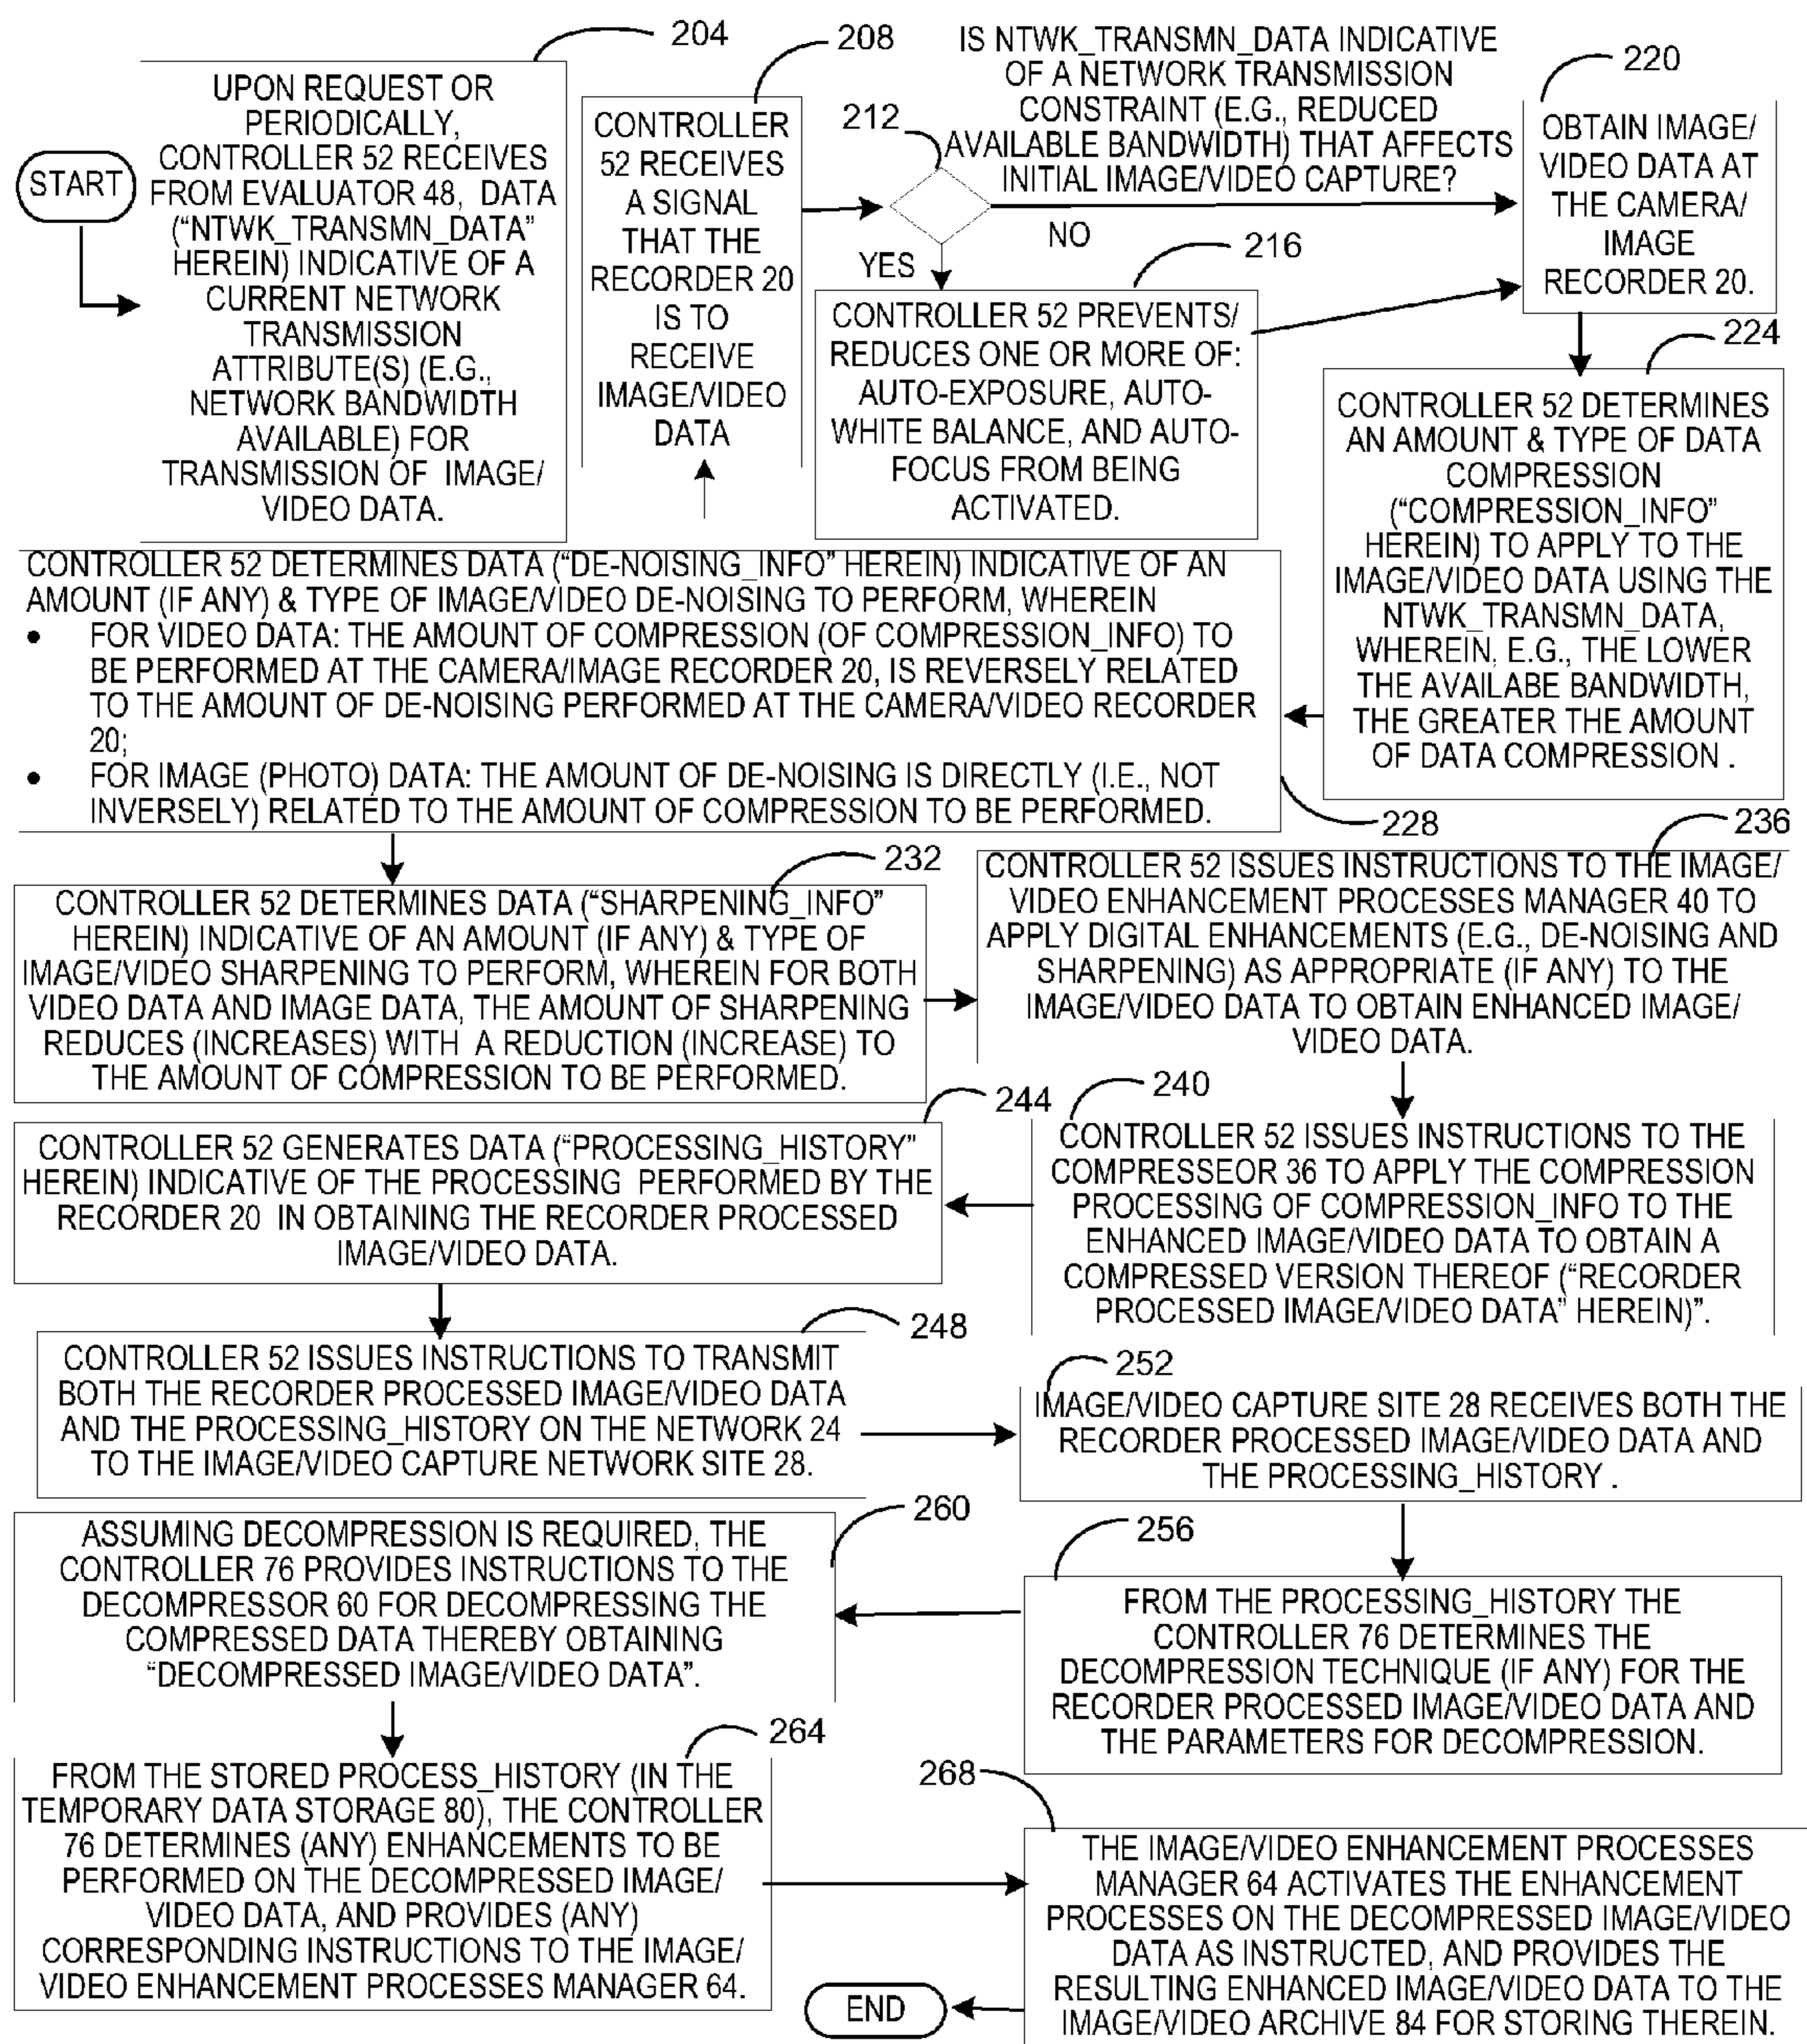 204
START
UPON REQUEST OR
PERIODICALLY,
CONTROLLER 52 RECEIVES
FROM EVALUATOR 48, DATA
(“NTWK_TRANSMN_DATA”
HEREIN) INDICATIVE OF A
CURRENT NETWORK
TRANSMISSION
ATTRIBUTE(S) (E.G.,
NETWORK BANDWIDTH
AVAILABLE) FOR
TRANSMISSION OF IMAGE/
VIDEO DATA.
208
CONTROLLER
52 RECEIVES
A SIGNAL
THAT THE
RECORDER 20
IS TO
RECEIVE
IMAGE/VIDEO
DATA
IS NTWK_TRANSMN_DATA INDICATIVE
OF A NETWORK TRANSMISSION
CONSTRAINT (E.G., REDUCED
AVAILABLE BANDWIDTH) THAT AFFECTS
INITIAL IMAGE/VIDEO CAPTURE?
212
NO
YES
216
CONTROLLER 52 PREVENTS/
REDUCES ONE OR MORE OF:
AUTO-EXPOSURE, AUTO-
WHITE BALANCE, AND AUTO-
FOCUS FROM BEING
ACTIVATED.
220
OBTAIN IMAGE/
VIDEO DATA AT
THE CAMERA/
IMAGE
RECORDER 20.
224
CONTROLLER 52 DETERMINES
AN AMOUNT & TYPE OF DATA
COMPRESSION
(“COMPRESSION_INFO”
HEREIN) TO APPLY TO THE
IMAGE/VIDEO DATA USING THE
NTWK_TRANSMN_DATA,
WHEREIN, E.G., THE LOWER
THE AVAILABE BANDWIDTH,
THE GREATER THE AMOUNT
OF DATA COMPRESSION .
CONTROLLER 52 DETERMINES DATA (“DE-NOISING_INFO” HEREIN) INDICATIVE OF AN
AMOUNT (IF ANY) & TYPE OF IMAGE/VIDEO DE-NOISING TO PERFORM, WHEREIN
• FOR VIDEO DATA: THE AMOUNT OF COMPRESSION (OF COMPRESSION_INFO) TO
BE PERFORMED AT THE CAMERA/IMAGE RECORDER 20, IS REVERSELY RELATED
TO THE AMOUNT OF DE-NOISING PERFORMED AT THE CAMERA/VIDEO RECORDER
20;
• FOR IMAGE (PHOTO) DATA: THE AMOUNT OF DE-NOISING IS DIRECTLY (I.E., NOT
INVERSELY) RELATED TO THE AMOUNT OF COMPRESSION TO BE PERFORMED.
228
232
CONTROLLER 52 DETERMINES DATA (“SHARPENING_INFO”
HEREIN) INDICATIVE OF AN AMOUNT (IF ANY) & TYPE OF
IMAGE/VIDEO SHARPENING TO PERFORM, WHEREIN FOR BOTH
VIDEO DATA AND IMAGE DATA, THE AMOUNT OF SHARPENING
REDUCES (INCREASES) WITH A REDUCTION (INCREASE) TO
THE AMOUNT OF COMPRESSION TO BE PERFORMED.
236
CONTROLLER 52 ISSUES INSTRUCTIONS TO THE IMAGE/
VIDEO ENHANCEMENT PROCESSES MANAGER 40 TO
APPLY DIGITAL ENHANCEMENTS (E.G., DE-NOISING AND
SHARPENING) AS APPROPRIATE (IF ANY) TO THE
IMAGE/VIDEO DATA TO OBTAIN ENHANCED IMAGE/
VIDEO DATA.
240
CONTROLLER 52 ISSUES INSTRUCTIONS TO THE
COMPRESSEOR 36 TO APPLY THE COMPRESSION
PROCESSING OF COMPRESSION_INFO TO THE
ENHANCED IMAGE/VIDEO DATA TO OBTAIN A
COMPRESSED VERSION THEREOF (“RECORDER
PROCESSED IMAGE/VIDEO DATA” HEREIN)”.
244
CONTROLLER 52 GENERATES DATA (“PROCESSING_HISTORY”
HEREIN) INDICATIVE OF THE PROCESSING PERFORMED BY THE
RECORDER 20 IN OBTAINING THE RECORDER PROCESSED
IMAGE/VIDEO DATA.
248
CONTROLLER 52 ISSUES INSTRUCTIONS TO TRANSMIT
BOTH THE RECORDER PROCESSED IMAGE/VIDEO DATA
AND THE PROCESSING_HISTORY ON THE NETWORK 24
TO THE IMAGE/VIDEO CAPTURE NETWORK SITE 28.
252
IMAGE/VIDEO CAPTURE SITE 28 RECEIVES BOTH THE
RECORDER PROCESSED IMAGE/VIDEO DATA AND
THE PROCESSING_HISTORY .
256
FROM THE PROCESSING_HISTORY THE
CONTROLLER 76 DETERMINES THE
DECOMPRESSION TECHNIQUE (IF ANY) FOR THE
RECORDER PROCESSED IMAGE/VIDEO DATA AND
THE PARAMETERS FOR DECOMPRESSION.
260
ASSUMING DECOMPRESSION IS REQUIRED, THE
CONTROLLER 76 PROVIDES INSTRUCTIONS TO THE
DECOMPRESSOR 60 FOR DECOMPRESSING THE
COMPRESSED DATA THEREBY OBTAINING
“DECOMPRESSED IMAGE/VIDEO DATA”.
264
FROM THE STORED PROCESS_HISTORY (IN THE
TEMPORARY DATA STORAGE 80), THE CONTROLLER
76 DETERMINES (ANY) ENHANCEMENTS TO BE
PERFORMED ON THE DECOMPRESSED IMAGE/
VIDEO DATA, AND PROVIDES (ANY)
CORRESPONDING INSTRUCTIONS TO THE IMAGE/
VIDEO ENHANCEMENT PROCESSES MANAGER 64.
268
THE IMAGE/VIDEO ENHANCEMENT PROCESSES
MANAGER 64 ACTIVATES THE ENHANCEMENT
PROCESSES ON THE DECOMPRESSED IMAGE/VIDEO
DATA AS INSTRUCTED, AND PROVIDES THE
RESULTING ENHANCED IMAGE/VIDEO DATA TO THE
IMAGE/VIDEO ARCHIVE 84 FOR STORING THEREIN.
END